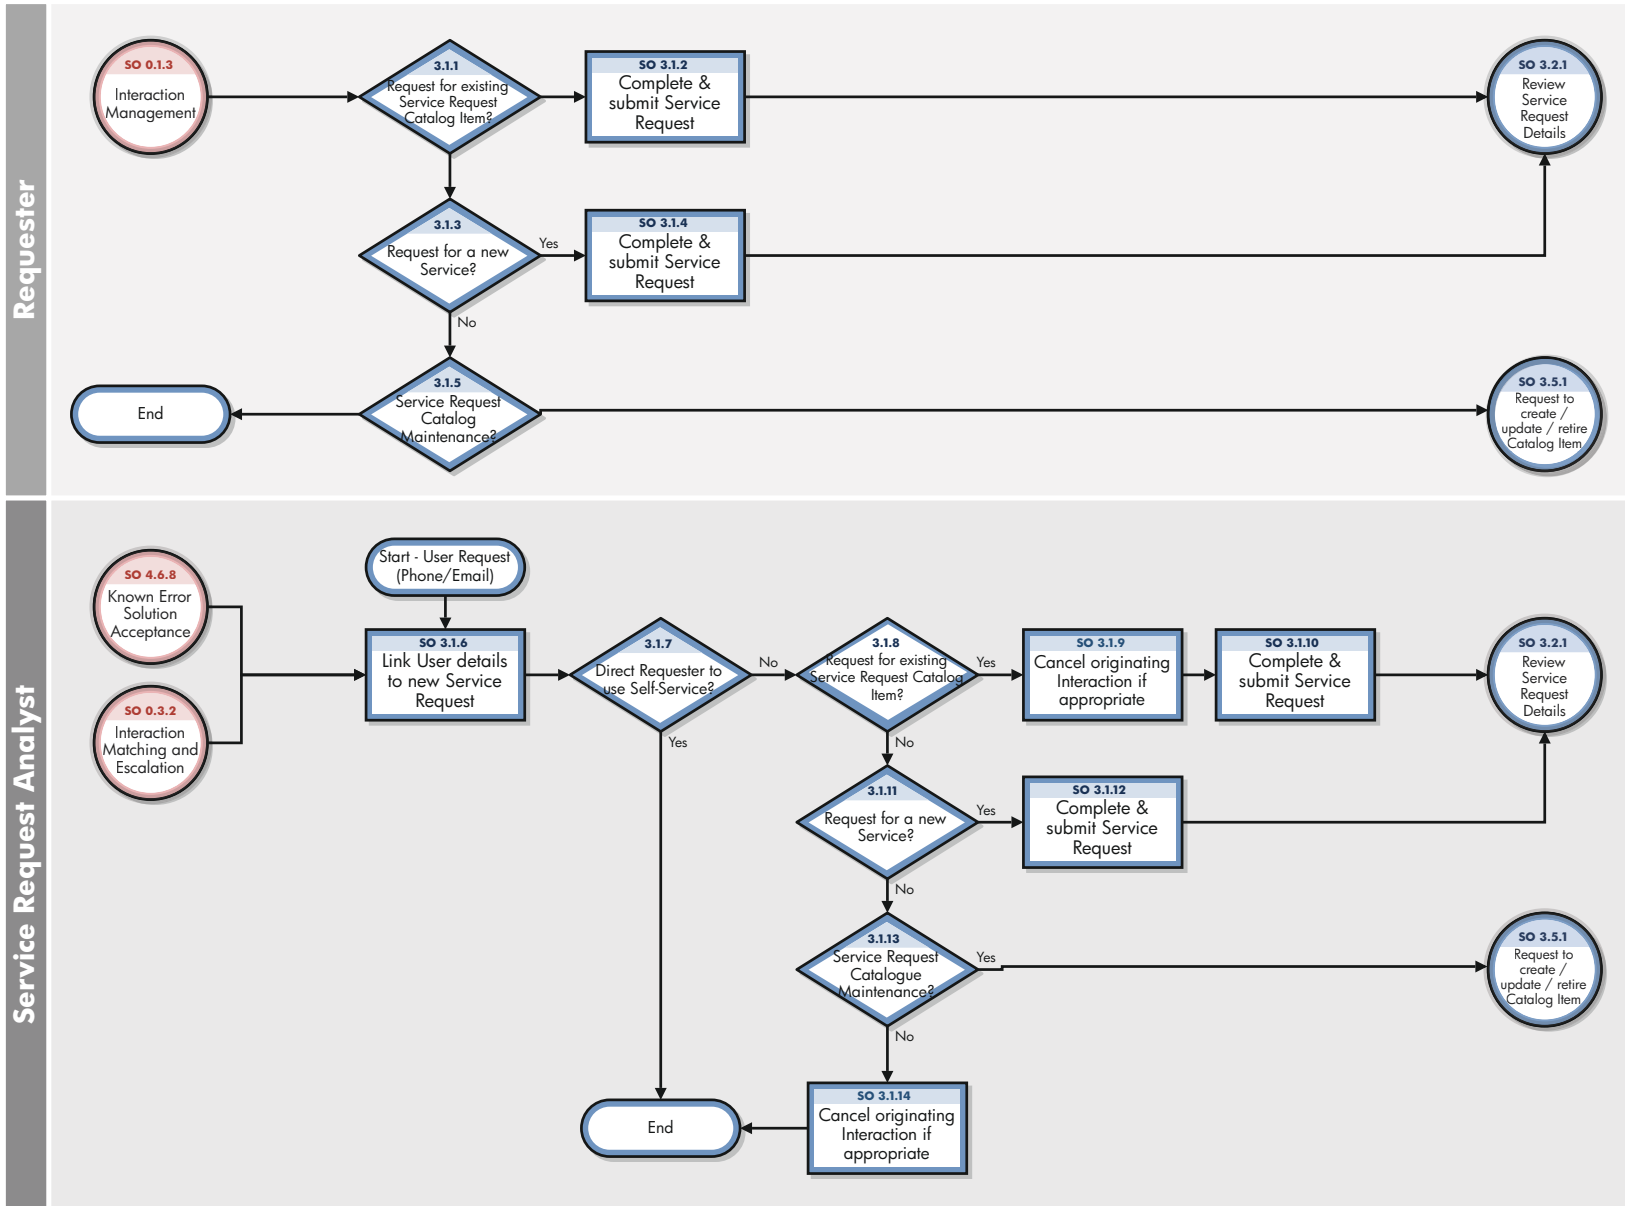 Requester
SO 0.1.3
Interaction
Management
3.1.1
Request for existing
Service Request
Catalog Item?
SO 3.1.2
Complete &
submit Service
Request
SO 3.2.1
Review
Service
Request
Details
3.1.3
Request for a new
Service?
Yes
SO 3.1.4
Complete &
submit Service
Request
No
End
3.1.5
Service Request
Catalog
Maintenance?
SO 3.5.1
Request to
create /
update / retire
Catalog Item
Service Request Analyst
SO 4.6.8
Known Error
Solution
Acceptance
SO 0.3.2
Interaction
Matching and
Escalation
Start - User Request
(Phone/Email)
SO 3.1.6
Link User details
to new Service
Request
3.1.7
Direct Requester to
use Self-Service?
No
Yes
3.1.8
Request for existing
Service Request Catalog
Item?
Yes
No
SO 3.1.9
Cancel originating
Interaction if
appropriate
SO 3.1.10
Complete &
submit Service
Request
SO 3.2.1
Review
Service
Request
Details
3.1.11
Request for a new
Service?
Yes
No
SO 3.1.12
Complete &
submit Service
Request
3.1.13
Service Request
Catalogue
Maintenance?
Yes
No
SO 3.5.1
Request to
create /
update / retire
Catalog Item
End
SO 3.1.14
Cancel originating
Interaction if
appropriate